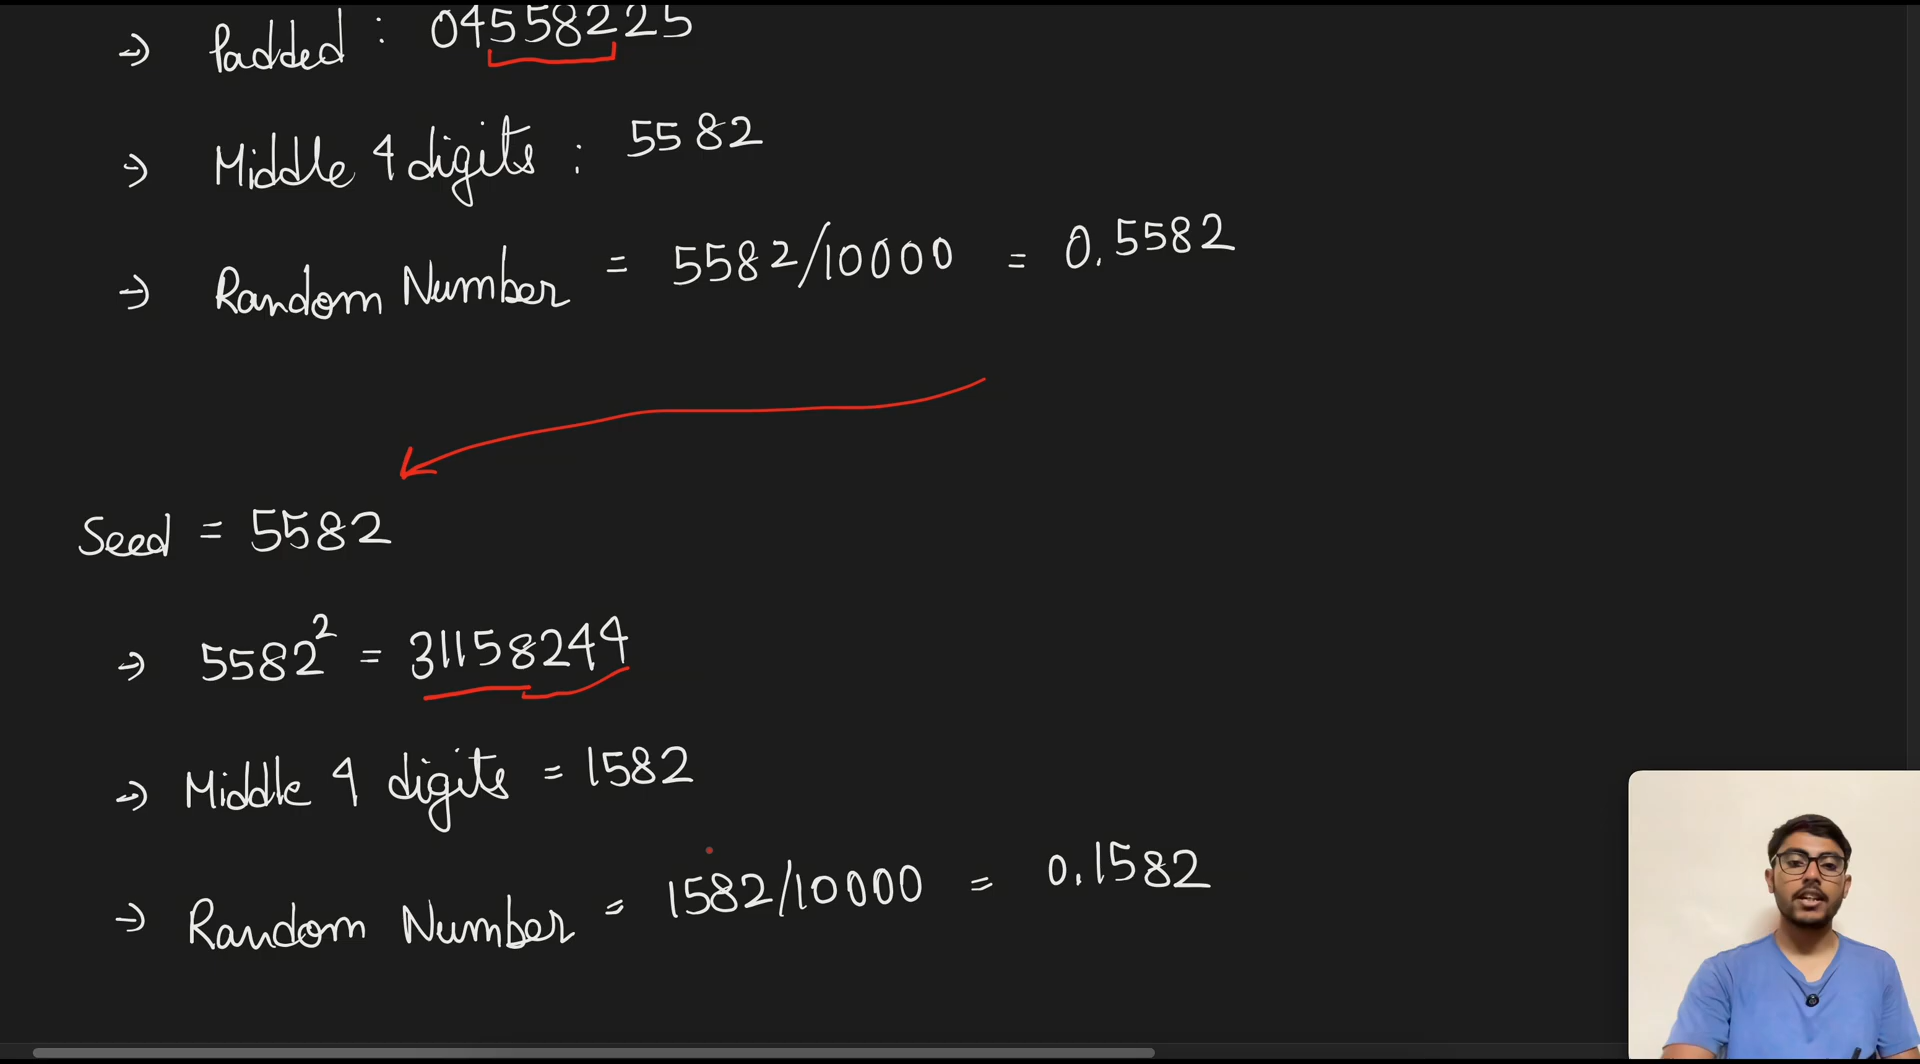 → Padded : 04558225
→ Middle 4 digits : 5582
→ Random Number = 5582/10000 = 0.5582
Seed = 5582
→ 5582² = 31158244
→ Middle 4 digits = 1582
→ Random Number = 1582/10000 = 0.1582